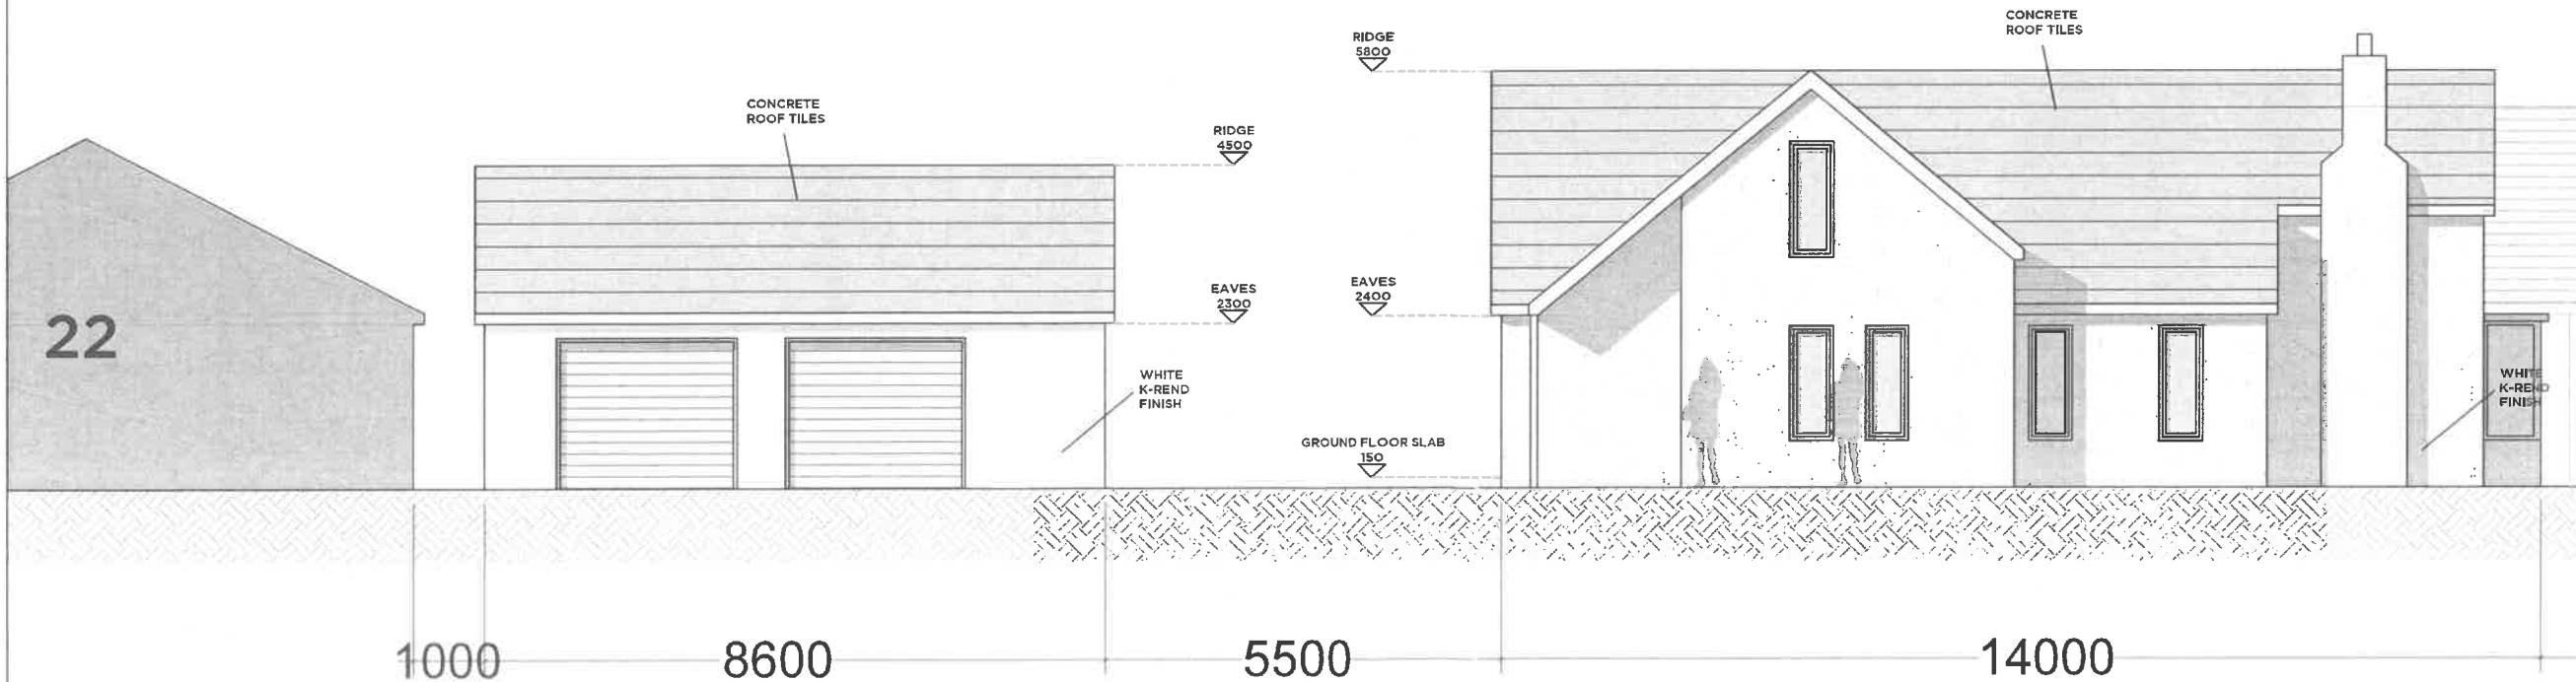 CONCRETE
ROOF TILES
RIDGE
5800
CONCRETE
ROOF TILES
RIDGE
4500
22
EAVES
2300
EAVES
2400
WHITE
K-REND
FINISH
WHITE
K-REND
FINISH
GROUND FLOOR SLAB
150
1000
8600
5500
14000